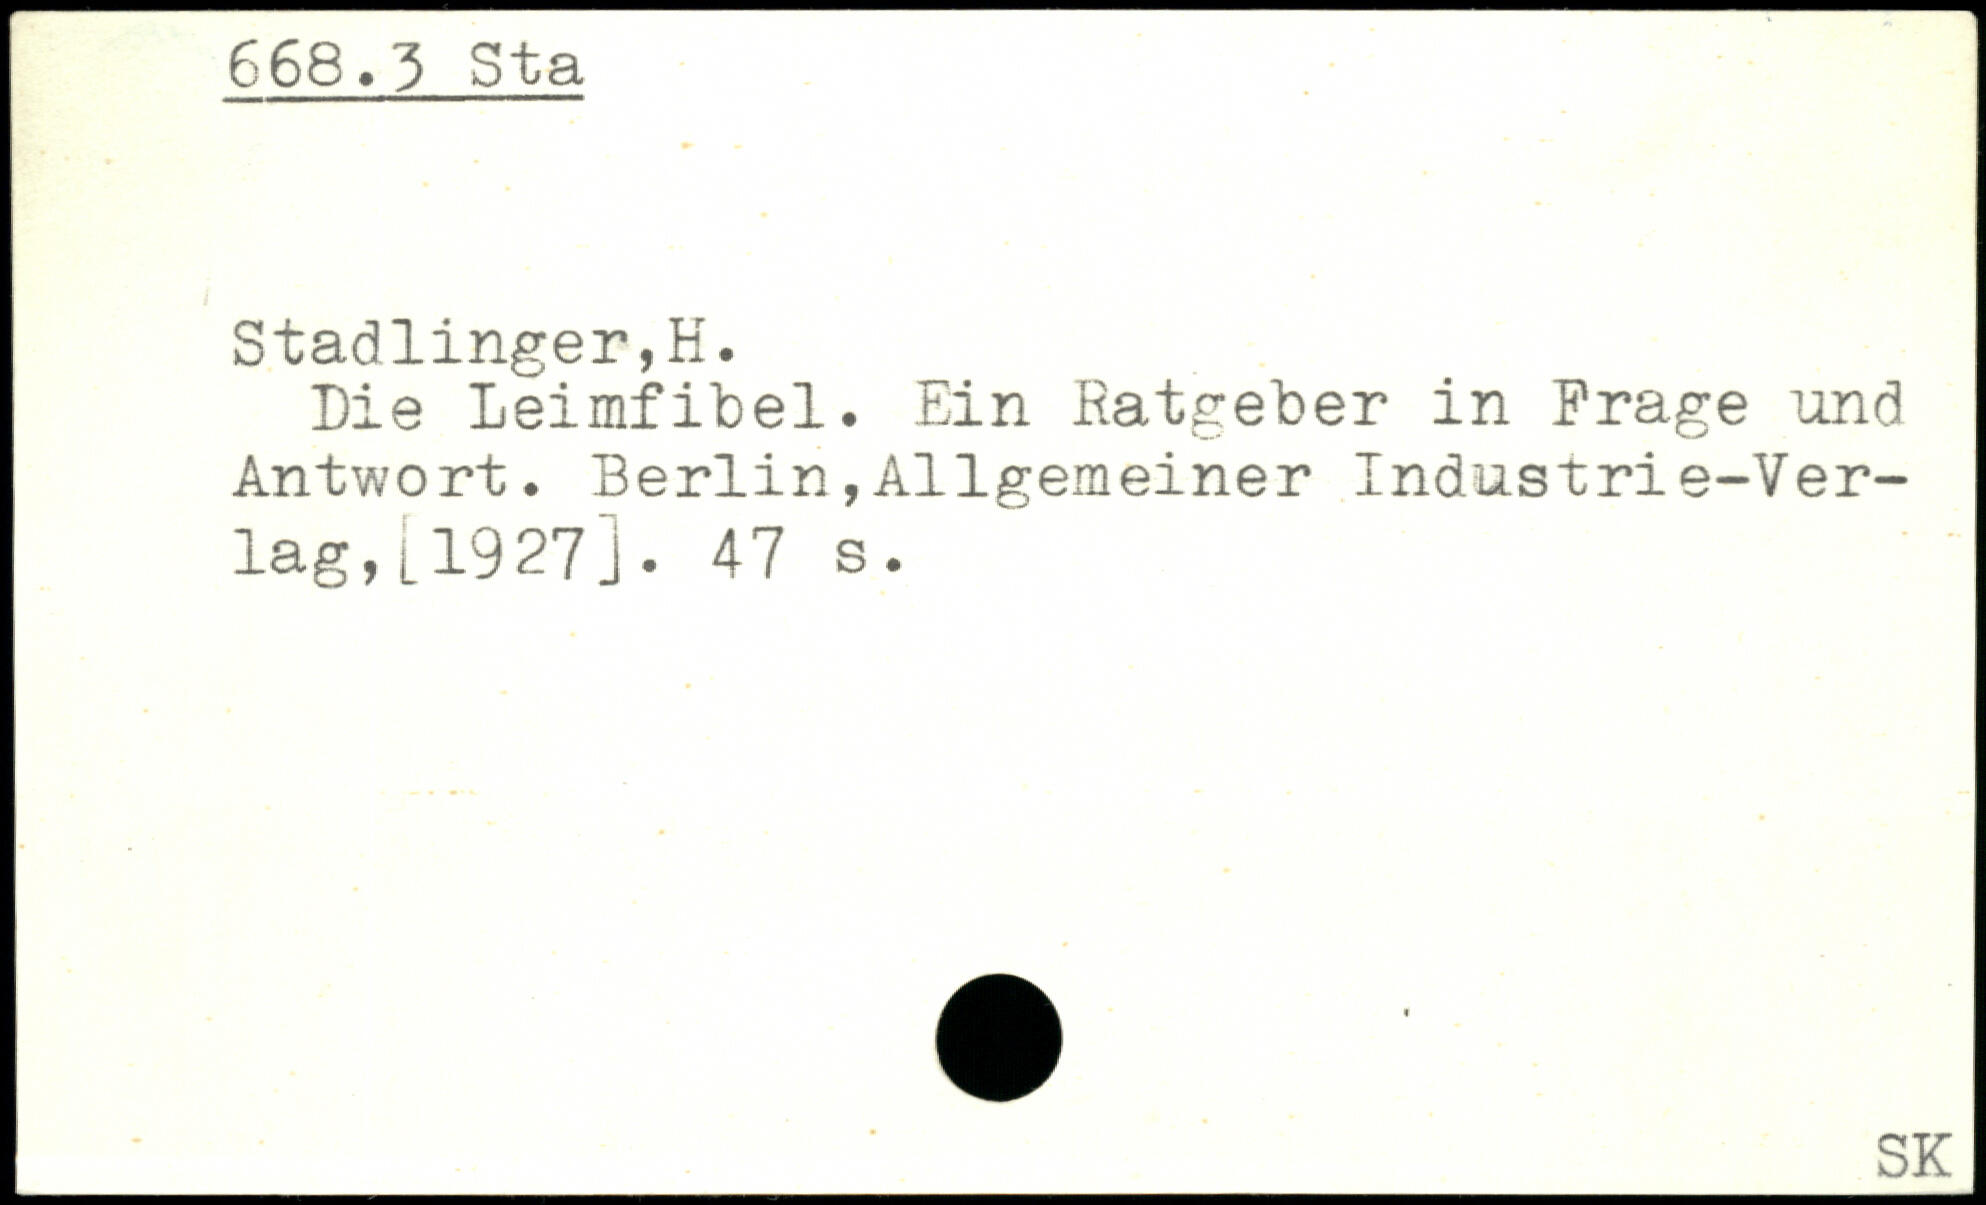 668.3 Sta
Stadlinger,H.
Die Leimfibel. Ein Ratgeber in Frage und
Antwort. Berlin,Allgemeiner Industrie-Ver-
lag,[1927]. 47 s.
SK